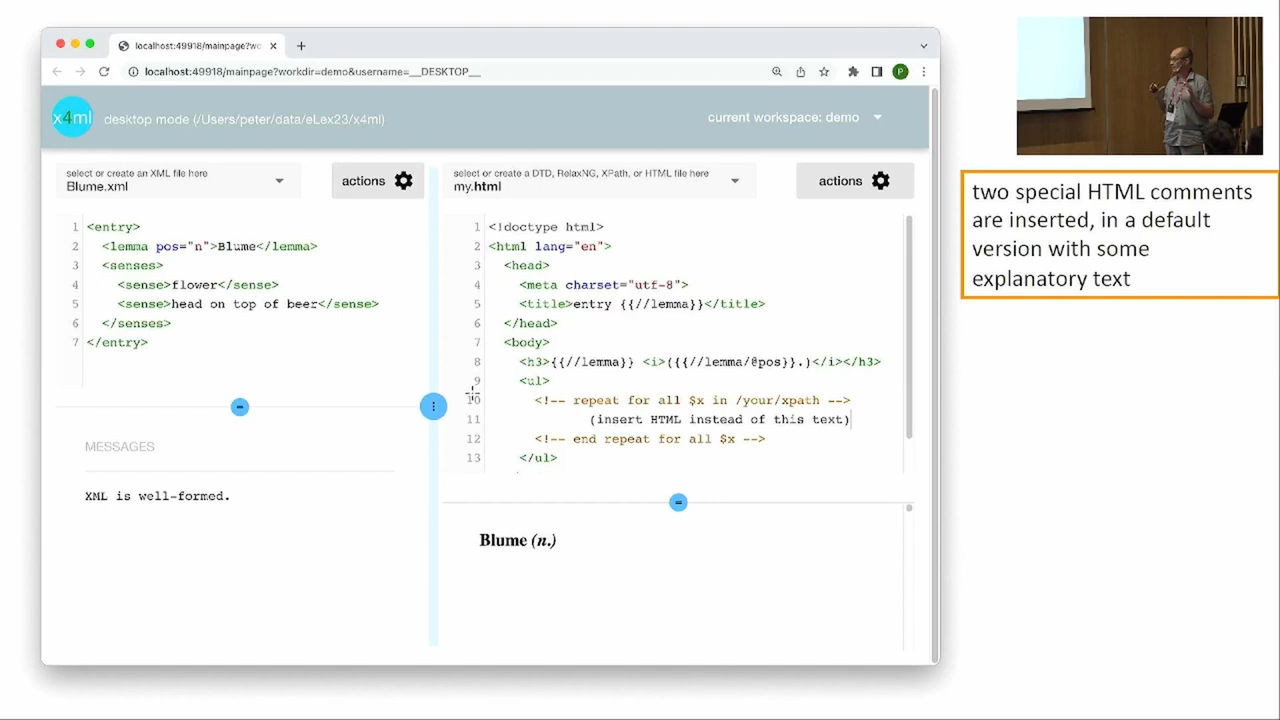 localhost:49918/mainpage?wo
localhost:49918/mainpage?workdir=demo&username=__DESKTOP__
P
x4ml
desktop mode (/Users/peter/data/eLex23/x4ml)
current workspace: demo
select or create an XML file here
Blume.xml
actions
1 <entry>
2 <lemma pos="n">Blume</lemma>
3 <senses>
4 <sense>flower</sense>
5 <sense>head on top of beer</sense>
6 </senses>
7 </entry>
MESSAGES
XML is well-formed.
select or create a DTD, RelaxNG, XPath, or HTML file here
my.html
actions
1 <!doctype html>
2 <html lang="en">
3 <head>
4 <meta charset="utf-8">
5 <title>entry {{//lemma}}</title>
6 </head>
7 <body>
8 <h3>{{//lemma}} <i>({{//lemma/@pos}}.)</i></h3>
9 <ul>
10 <!-- repeat for all $x in /your/xpath -->
11 (insert HTML instead of this text)
12 <!-- end repeat for all $x -->
13 </ul>
Blume (n.)
two special HTML comments
are inserted, in a default
version with some
explanatory text